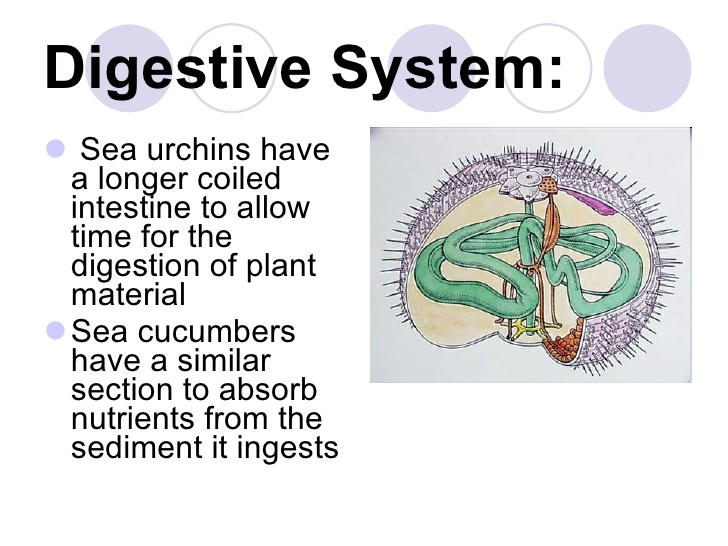 Digestive System:
Sea urchins have
a longer coiled
intestine to allow
time for the
digestion of plant
material
Sea cucumbers
have a similar
section to absorb
nutrients from the
sediment it ingests